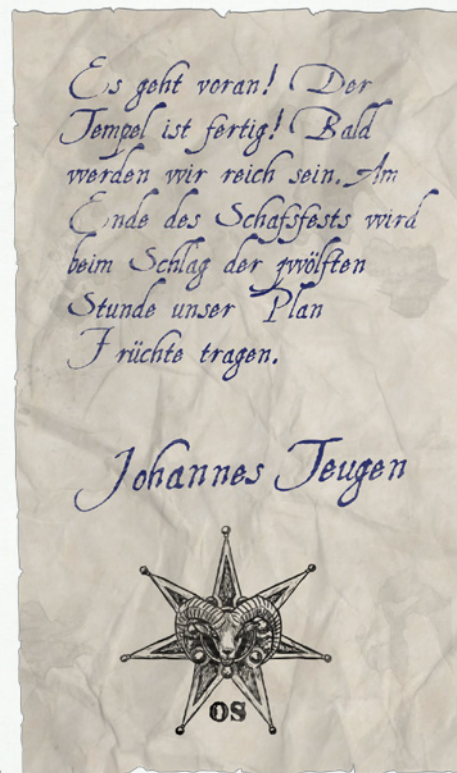 Es geht voran! Der
Tempel ist fertig! Bald
werden wir reich sein. Am
Ende des Schafsfests wird
beim Schlag der zwölften
Stunde unser Plan
Früchte tragen.
Johannes Teugen
OS